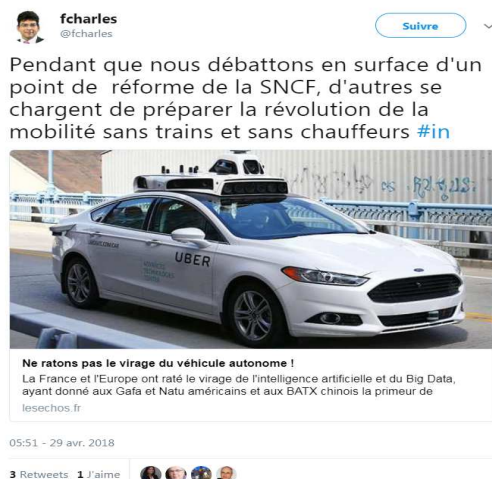 fcharles
@fcharles
Suivre
Pendant que nous débattons en surface d'un
point de réforme de la SNCF, d'autres se
chargent de préparer la révolution de la
mobilité sans trains et sans chauffeurs #in
UBER
Ne ratons pas le virage du véhicule autonome !
La France et l'Europe ont raté le virage de l'intelligence artificielle et du Big Data,
ayant donné aux Gafa et Natu américains et aux BATX chinois la primeur de
lesechos.fr
05:51 - 29 avr. 2018
3 Retweets 1 J'aime